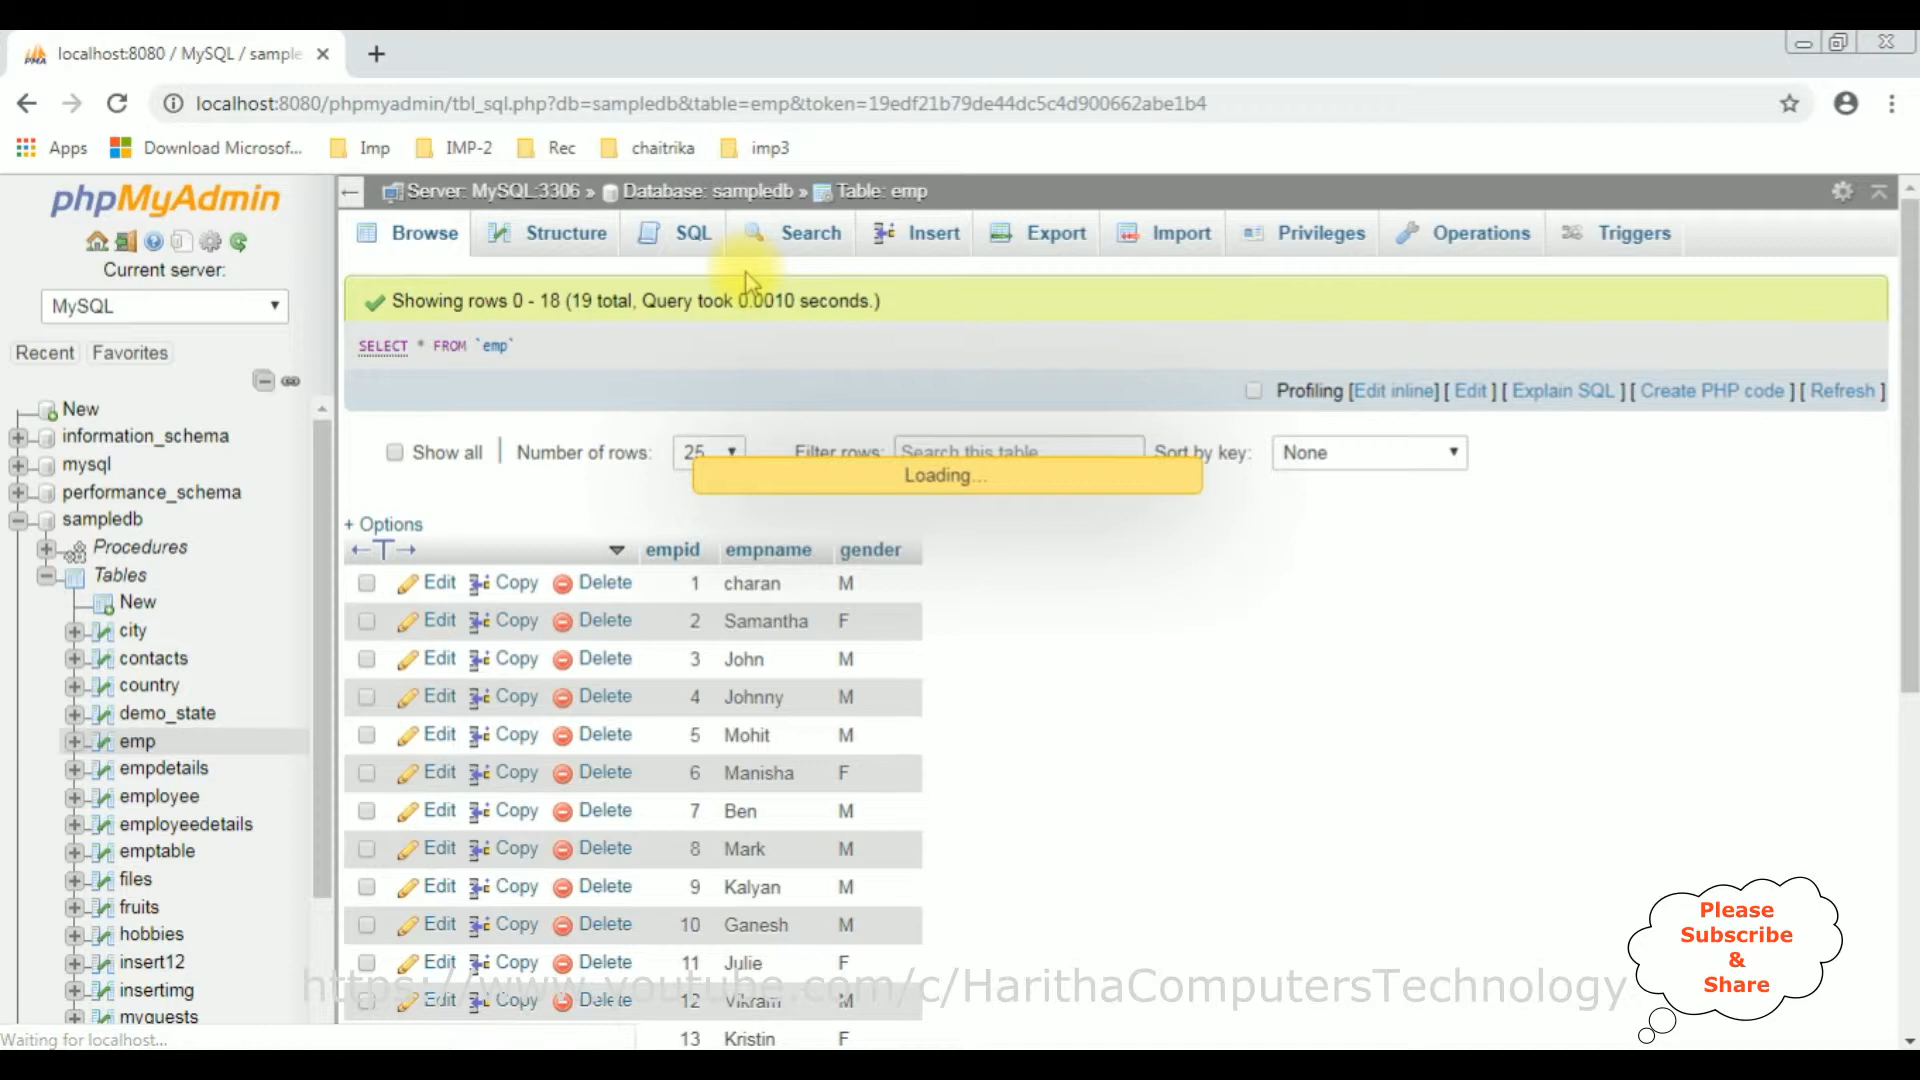 localhost:8080 / MySQL / sample
localhost:8080/phpmyadmin/tbl_sql.php?db=sampledb&table=emp&token=19edf21b79de44dc5c4d900662abe1b4
Apps Download Microsof... Imp IMP-2 Rec chaitrika imp3
phpMyAdmin
Current server:
MySQL
Recent Favorites
New
information_schema
mysql
performance_schema
sampledb
Procedures
Tables
New
city
contacts
country
demo_state
emp
empdetails
employee
employeedetails
emptable
files
fruits
hobbies
insert12
insertimg
myguests
Waiting for localhost...
Server: MySQL:3306 » Database: sampledb » Table: emp
Browse Structure SQL Search Insert Export Import Privileges Operations Triggers
Showing rows 0 - 18 (19 total, Query took 0.0010 seconds.)
SELECT * FROM `emp`
Profiling [Edit inline] [ Edit ] [ Explain SQL ] [ Create PHP code ] [ Refresh ]
Show all | Number of rows: 25 Filter rows: Search this table Sort by key: None
Loading...
+ Options
←T→ empid empname gender
Edit Copy Delete 1 charan M
Edit Copy Delete 2 Samantha F
Edit Copy Delete 3 John M
Edit Copy Delete 4 Johnny M
Edit Copy Delete 5 Mohit M
Edit Copy Delete 6 Manisha F
Edit Copy Delete 7 Ben M
Edit Copy Delete 8 Mark M
Edit Copy Delete 9 Kalyan M
Edit Copy Delete 10 Ganesh M
Edit Copy Delete 11 Julie F
Edit Copy Delete 12 Vikram M
13 Kristin F
https://www.youtube.com/c/HarithaComputersTechnology
Please
Subscribe
&
Share